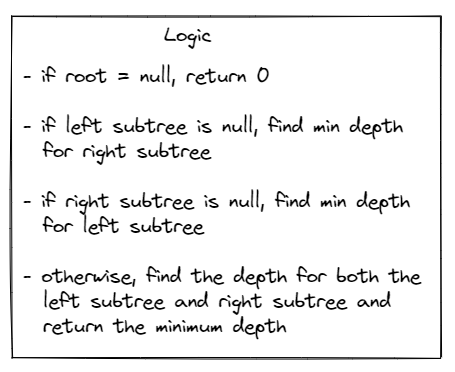 Logic
- if root = null, return 0
- if left subtree is null, find min depth
for right subtree
- if right subtree is null, find min depth
for left subtree
- otherwise, find the depth for both the
left subtree and right subtree and
return the minimum depth